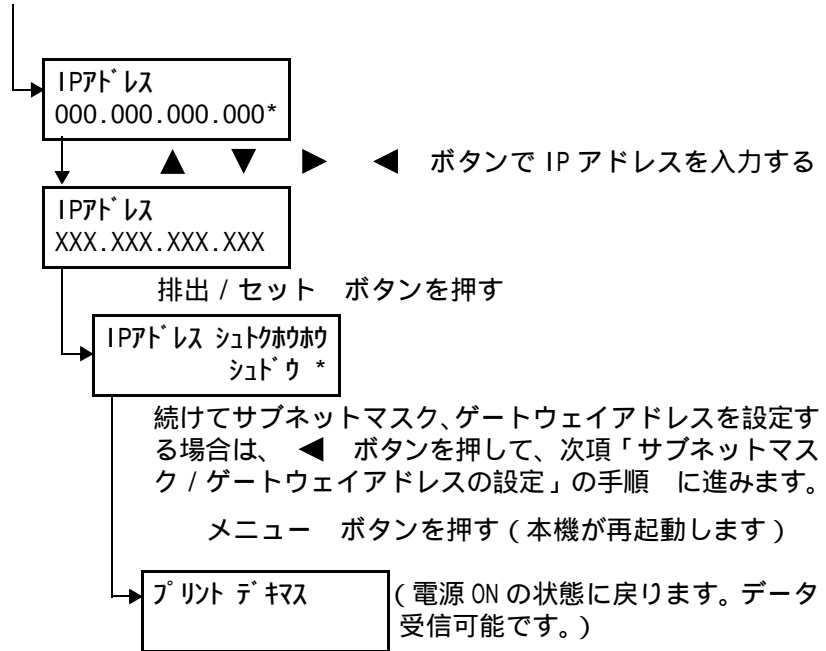 IPアドレス
000.000.000.000*
▲ ▼ ▶ ◀ ボタンで IP アドレスを入力する
IPアドレス
XXX.XXX.XXX.XXX
排出 / セット ボタンを押す
IPアドレス シュトクホウホウ
シュドウ *
続けてサブネットマスク、ゲートウェイアドレスを設定す
る場合は、 ◀ ボタンを押して、次項「サブネットマス
ク / ゲートウェイアドレスの設定」の手順 に進みます。
メニュー ボタンを押す ( 本機が再起動します )
プリント デキマス
( 電源 ON の状態に戻ります。データ
受信可能です。)